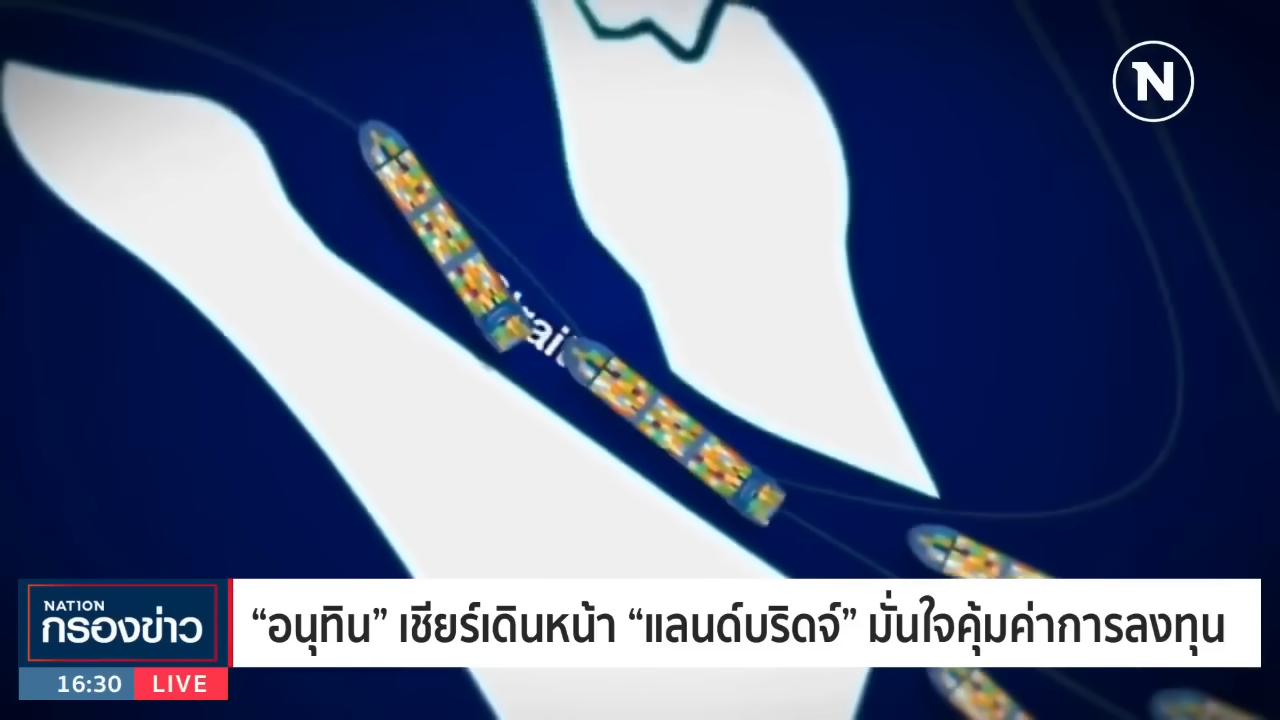 N
NATION
กรองข่าว
"อนุทิน" เชียร์เดินหน้า "แลนด์บริดจ์" มั่นใจคุ้มค่าการลงทุน
16:30 LIVE